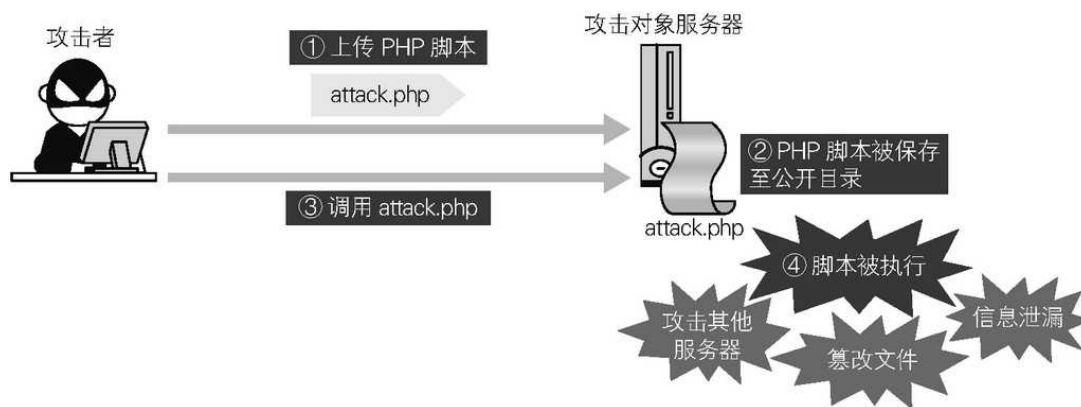 攻击者
① 上传 PHP 脚本
attack.php
③ 调用 attack.php
攻击对象服务器
② PHP 脚本被保存
至公开目录
attack.php
④ 脚本被执行
攻击其他
服务器
篡改文件
信息泄漏